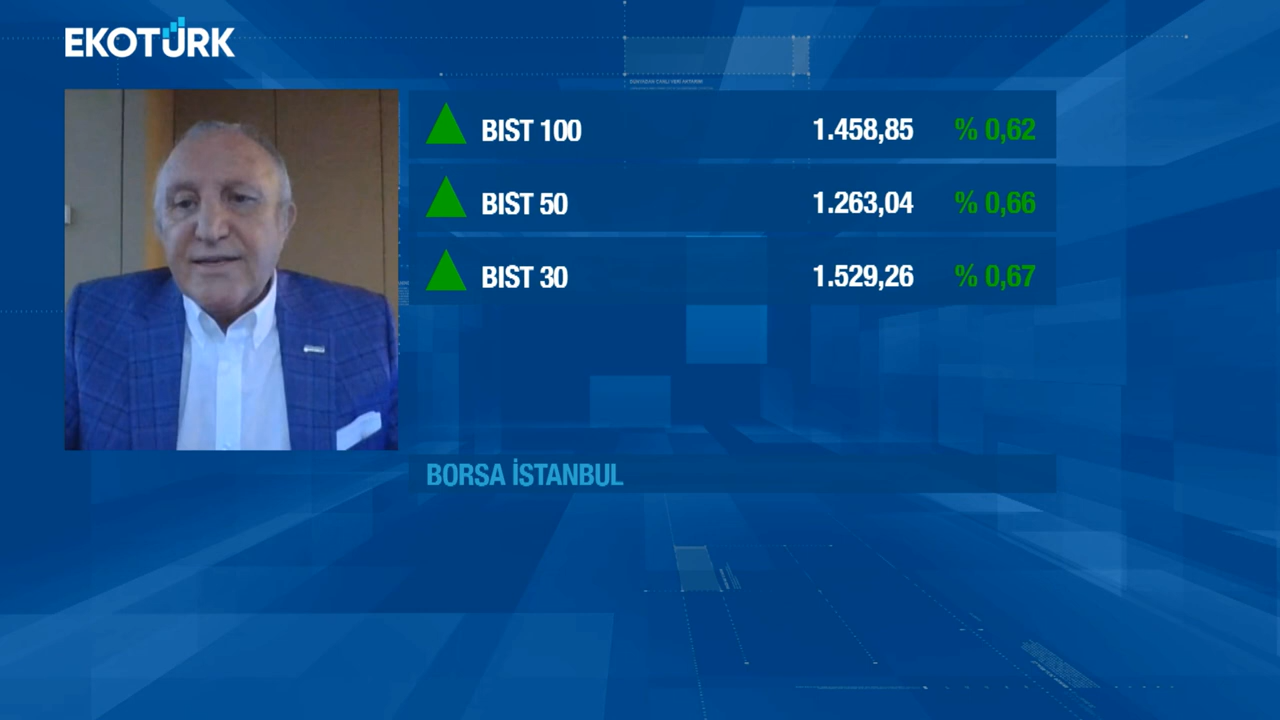 EKOTÜRK
BIST 100 1.458,85 % 0,62
BIST 50 1.263,04 % 0,66
BIST 30 1.529,26 % 0,67
BORSA İSTANBUL